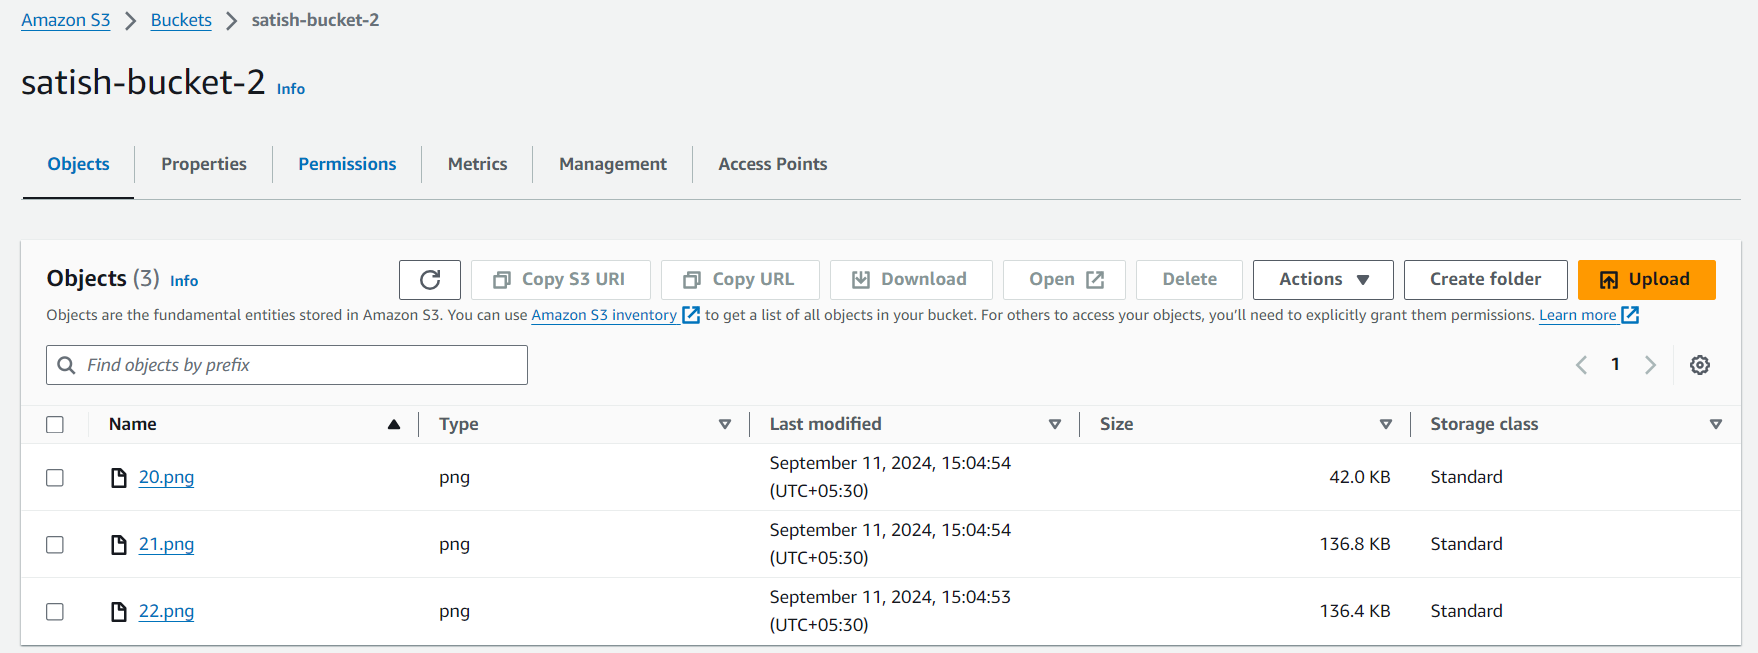 Amazon S3 > Buckets > satish-bucket-2
satish-bucket-2 Info
Objects Properties Permissions Metrics Management Access Points
Objects (3) Info Copy S3 URI Copy URL Download Open Delete Actions Create folder Upload
Objects are the fundamental entities stored in Amazon S3. You can use Amazon S3 inventory to get a list of all objects in your bucket. For others to access your objects, you'll need to explicitly grant them permissions. Learn more
Find objects by prefix 1
Name Type Last modified Size Storage class
20.png png September 11, 2024, 15:04:54 (UTC+05:30) 42.0 KB Standard
21.png png September 11, 2024, 15:04:54 (UTC+05:30) 136.8 KB Standard
22.png png September 11, 2024, 15:04:53 (UTC+05:30) 136.4 KB Standard